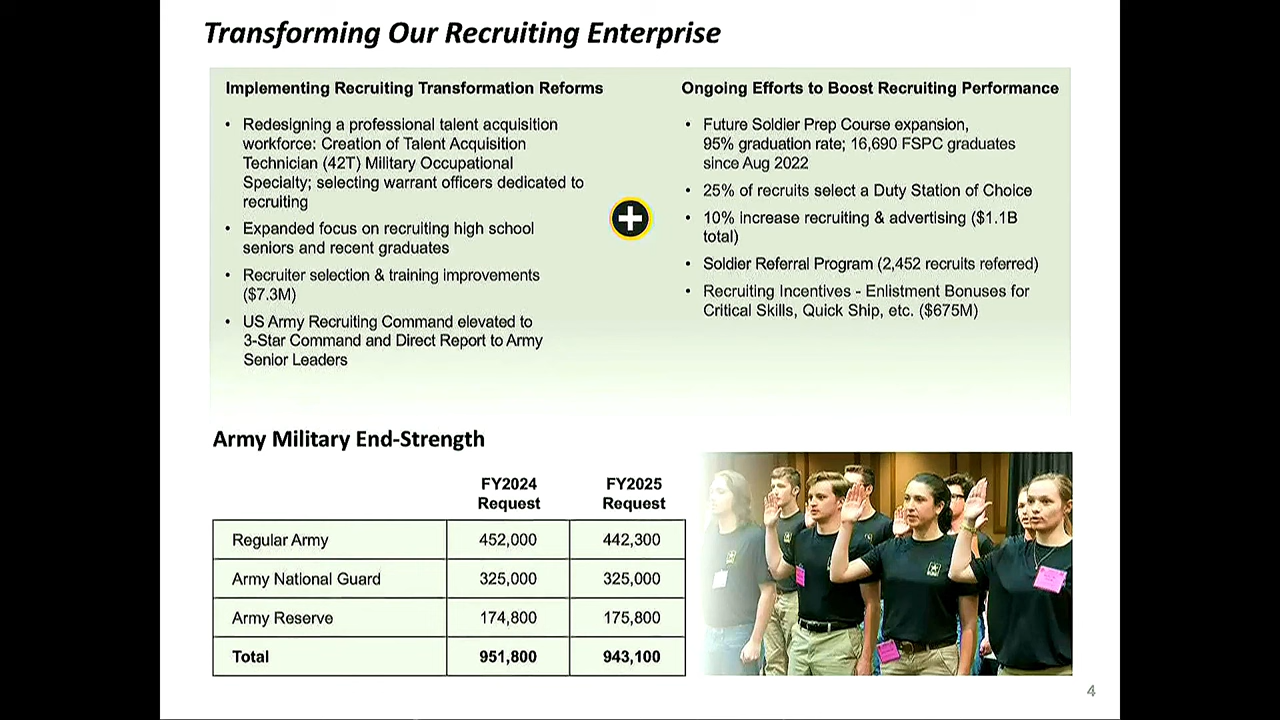 Transforming Our Recruiting Enterprise
Implementing Recruiting Transformation Reforms
• Redesigning a professional talent acquisition
workforce: Creation of Talent Acquisition
Technician (42T) Military Occupational
Specialty; selecting warrant officers dedicated to
recruiting
• Expanded focus on recruiting high school
seniors and recent graduates
• Recruiter selection & training improvements
($7.3M)
• US Army Recruiting Command elevated to
3-Star Command and Direct Report to Army
Senior Leaders
Ongoing Efforts to Boost Recruiting Performance
• Future Soldier Prep Course expansion,
95% graduation rate; 16,690 FSPC graduates
since Aug 2022
• 25% of recruits select a Duty Station of Choice
• 10% increase recruiting & advertising ($1.1B
total)
• Soldier Referral Program (2,452 recruits referred)
• Recruiting Incentives - Enlistment Bonuses for
Critical Skills, Quick Ship, etc. ($675M)
Army Military End-Strength
FY2024 Request FY2025 Request
Regular Army 452,000 442,300
Army National Guard 325,000 325,000
Army Reserve 174,800 175,800
Total 951,800 943,100
4